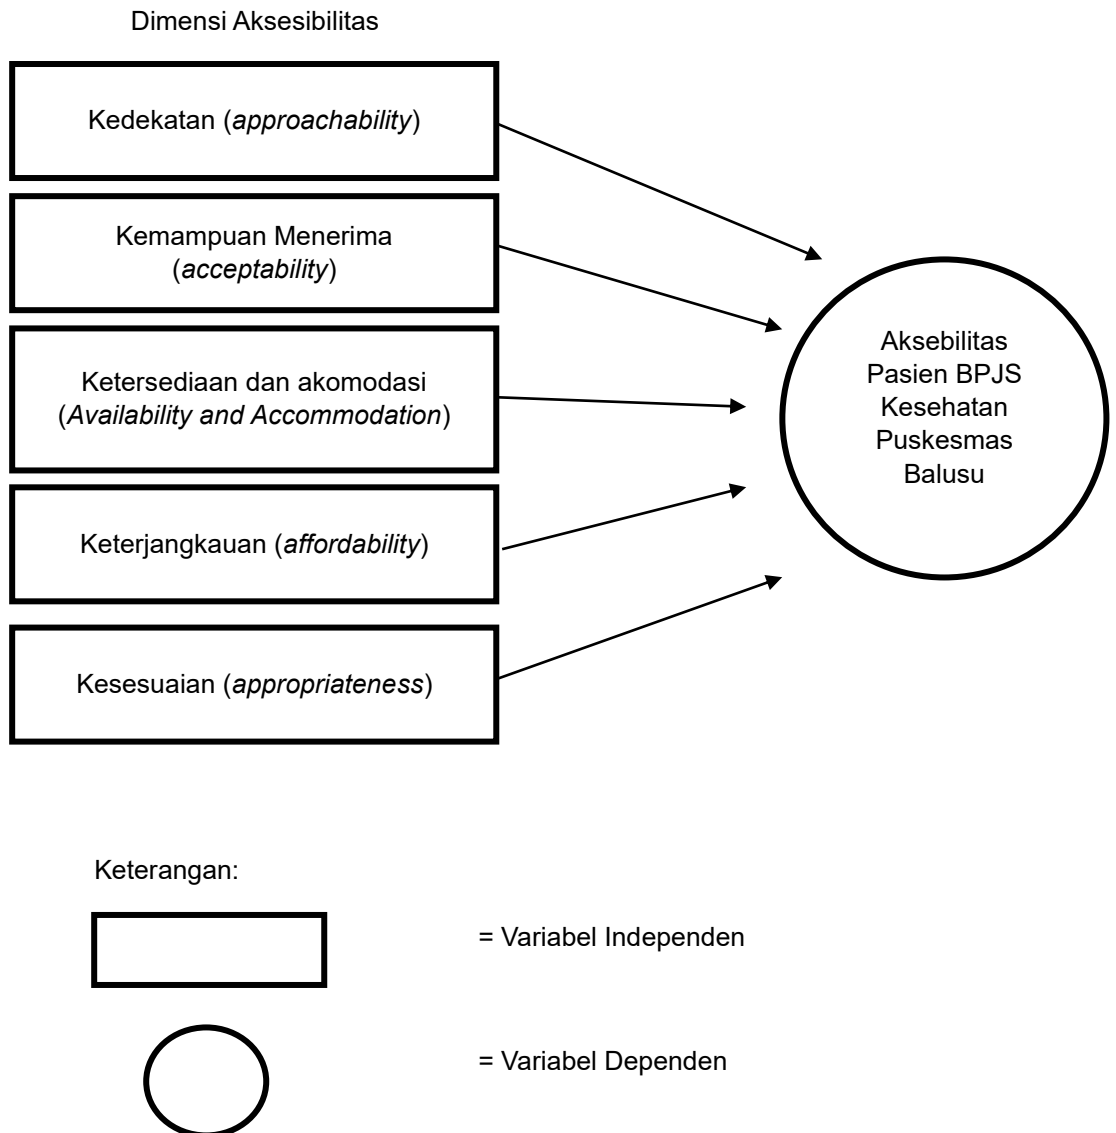 Dimensi Aksesibilitas
Kedekatan (approachability)
Kemampuan Menerima
(acceptability)
Ketersediaan dan akomodasi
(Availability and Accommodation)
Keterjangkauan (affordability)
Kesesuaian (appropriateness)
Aksebilitas
Pasien BPJS
Kesehatan
Puskesmas
Balusu
Keterangan:
= Variabel Independen
= Variabel Dependen